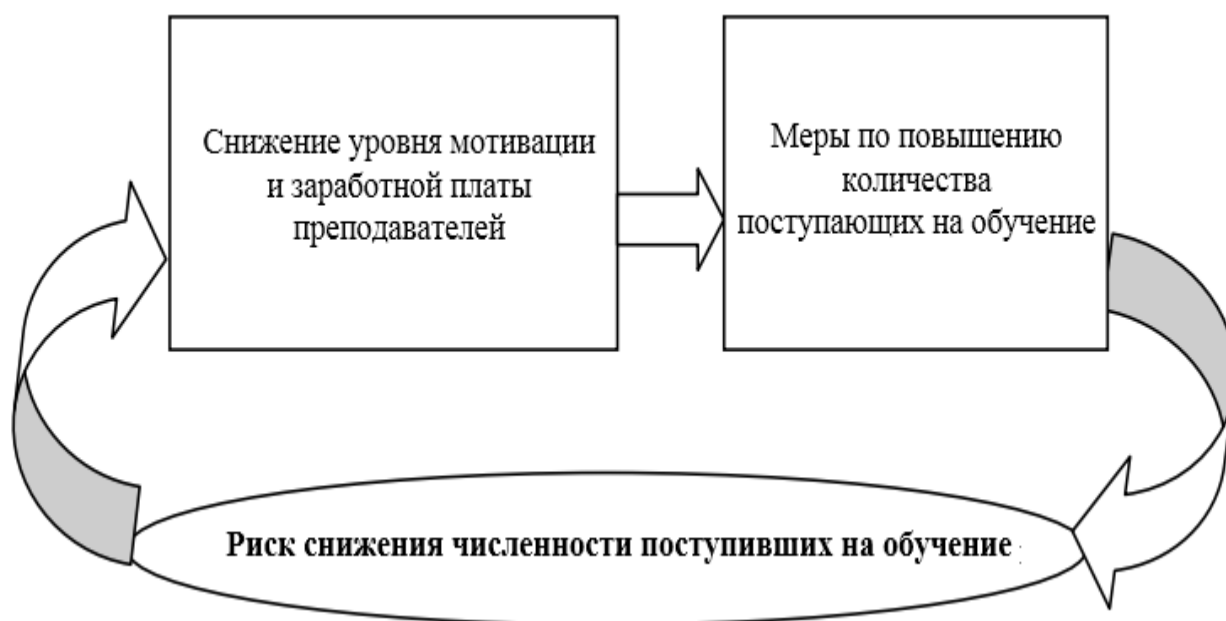 Снижение уровня мотивации
и заработной платы
преподавателей
Меры по повышению
количества
поступающих на обучение
Риск снижения численности поступивших на обучение